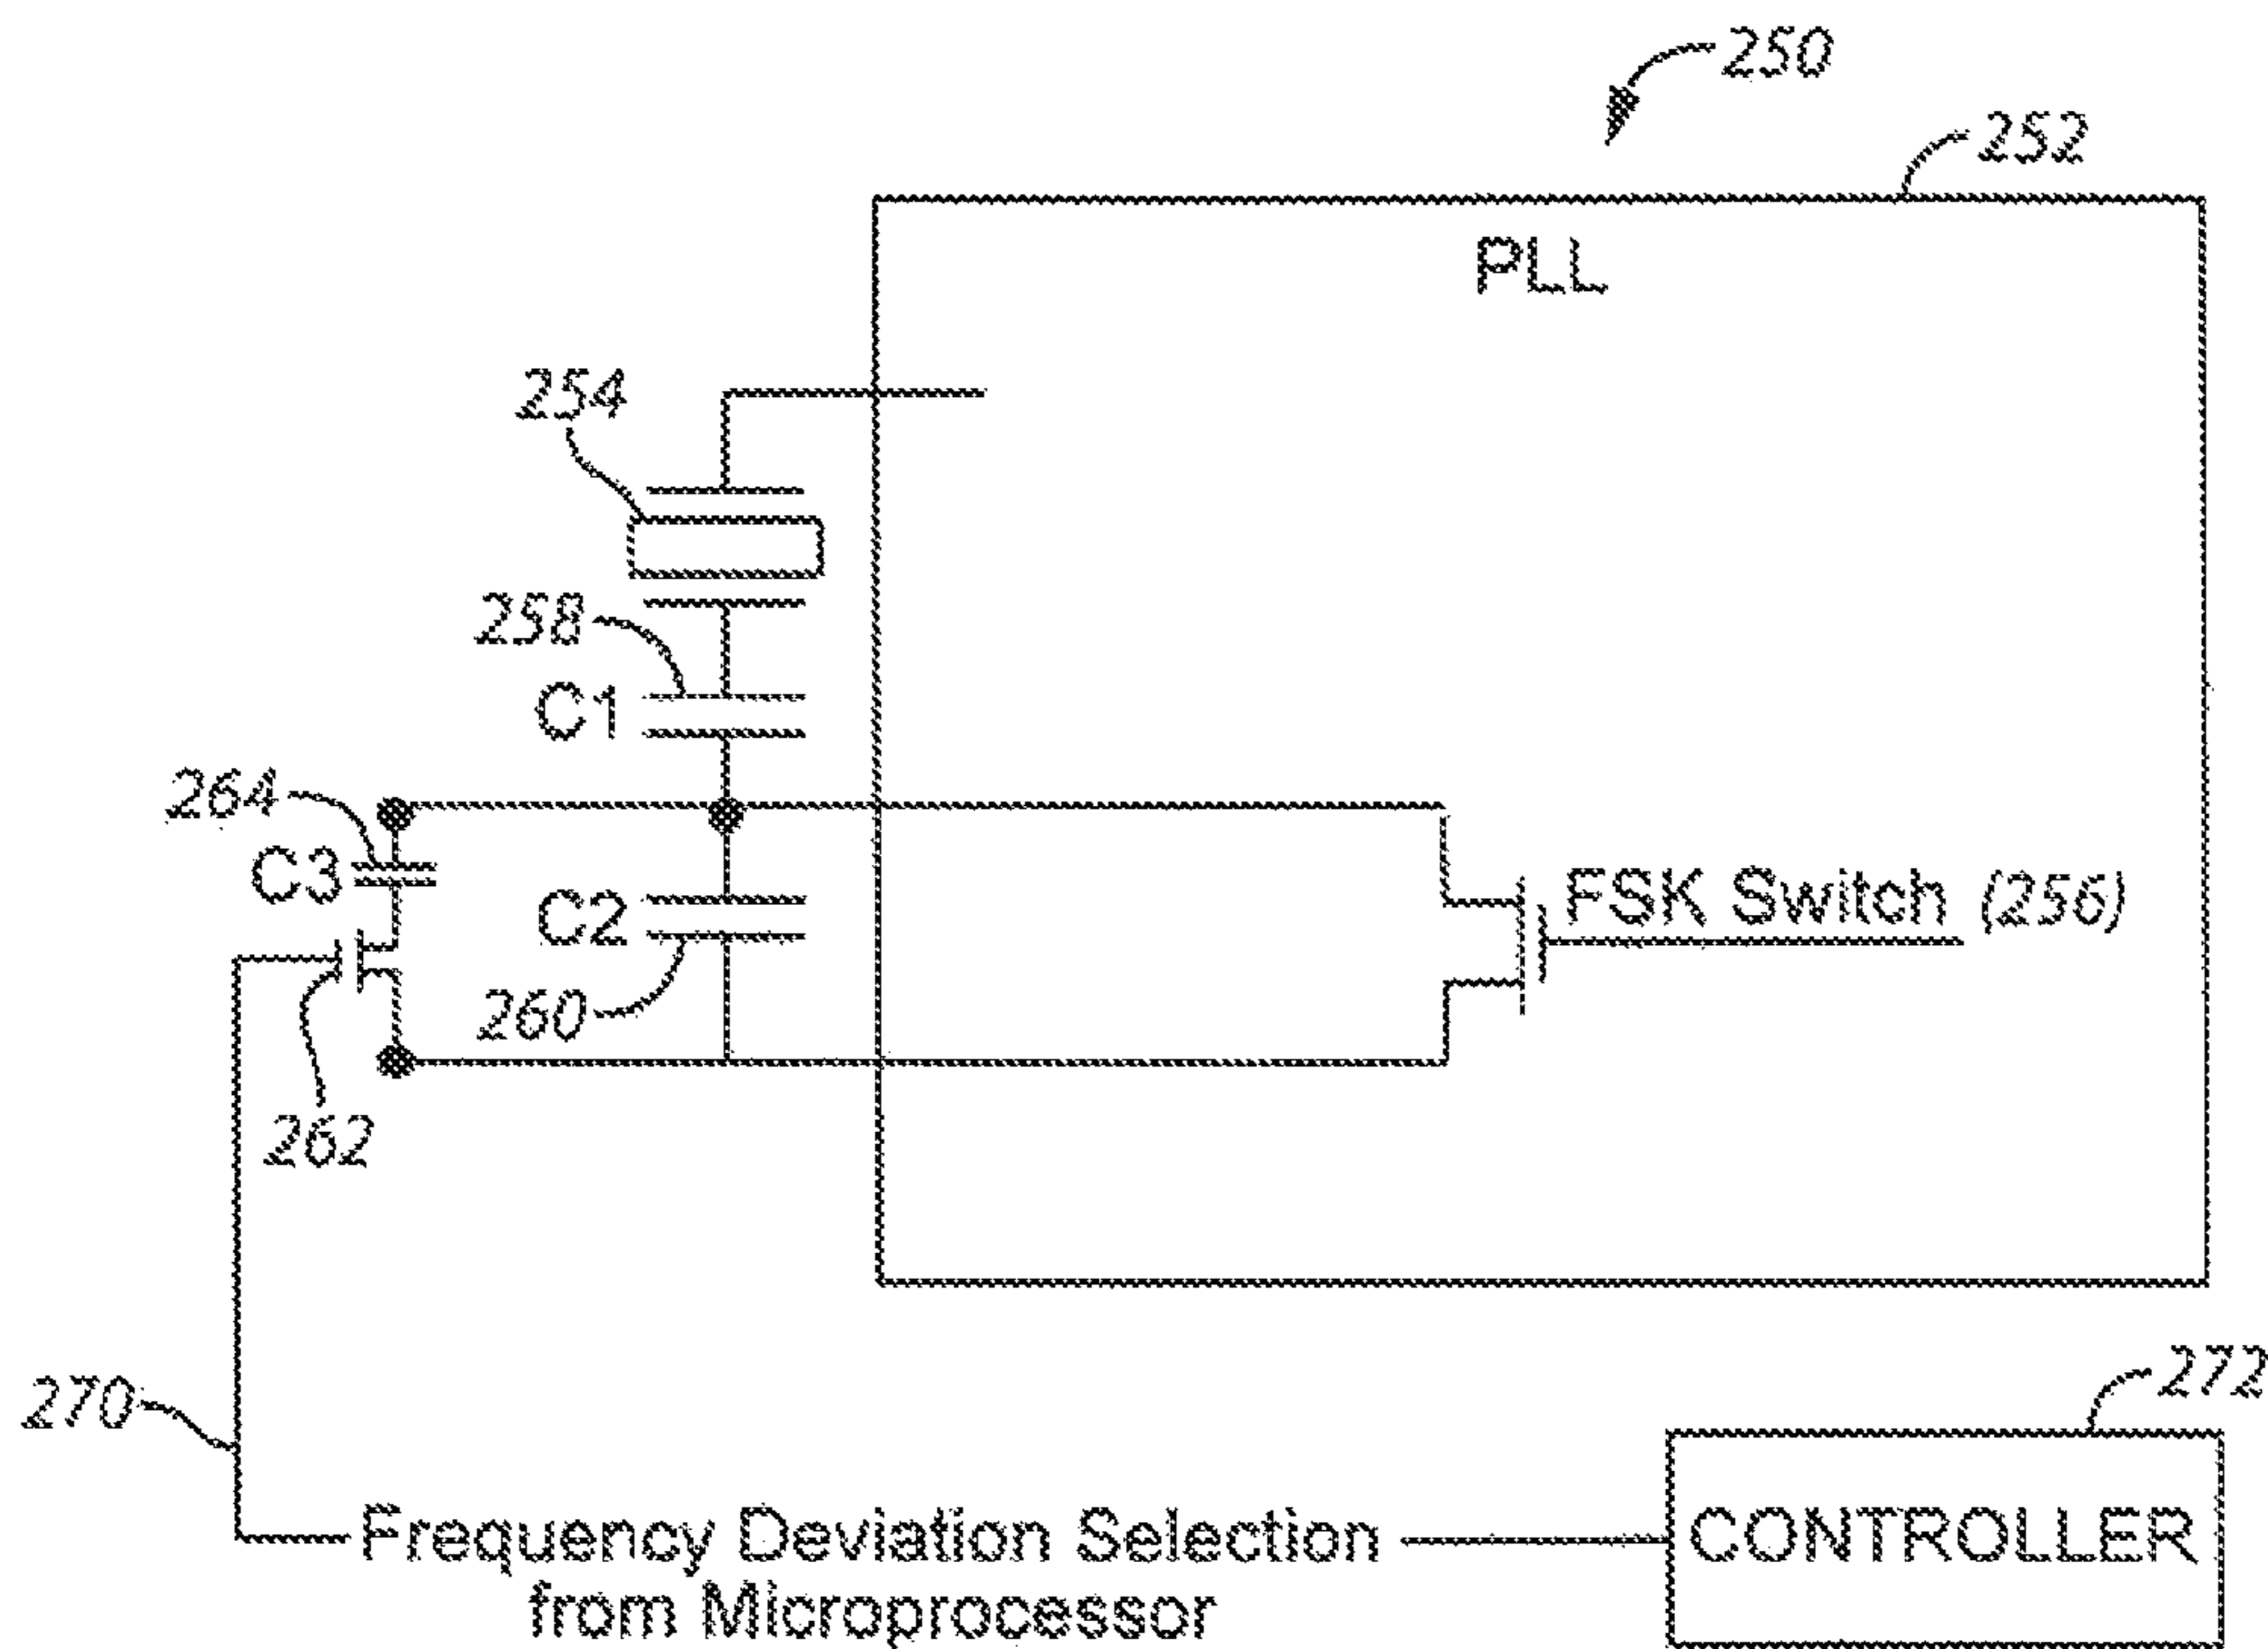 250
252
PLL
254
258
C1
264
C3
C2
FSK Switch (256)
260
262
270
272
Frequency Deviation Selection
from Microprocessor
CONTROLLER